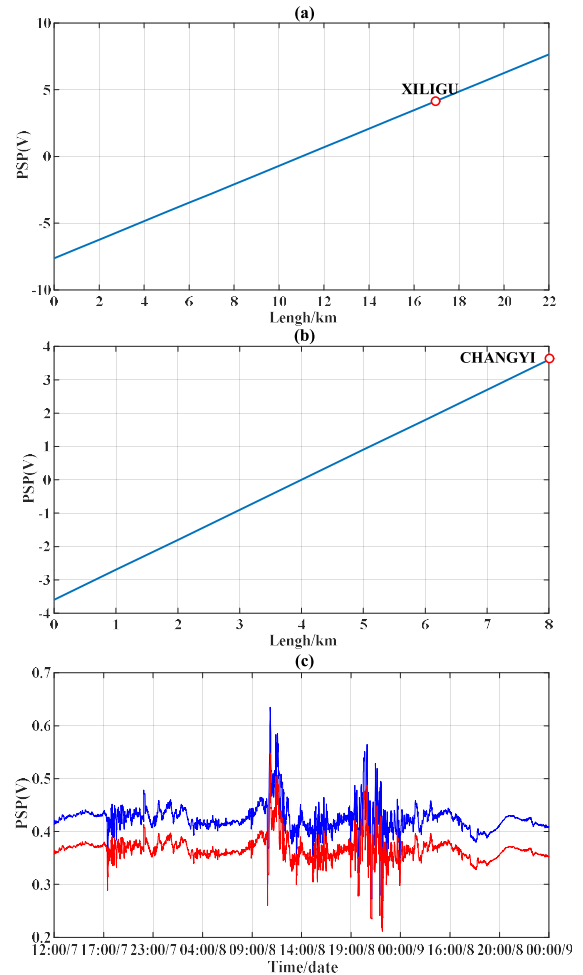 (a)
10
5
0
-5
-10
PSP(V)
XILIGU
0 2 4 6 8 10 12 14 16 18 20 22
Lengh/km
(b)
4
3
2
1
0
-1
-2
-3
-4
PSP(V)
CHANGYI
0 1 2 3 4 5 6 7 8
Lengh/km
(c)
0.7
0.6
0.5
0.4
0.3
0.2
PSP(V)
12:00/7 17:00/7 23:00/7 04:00/8 09:00/8 14:00/8 19:00/8 00:00/9 16:00/8 20:00/8 00:00/9
Time/date